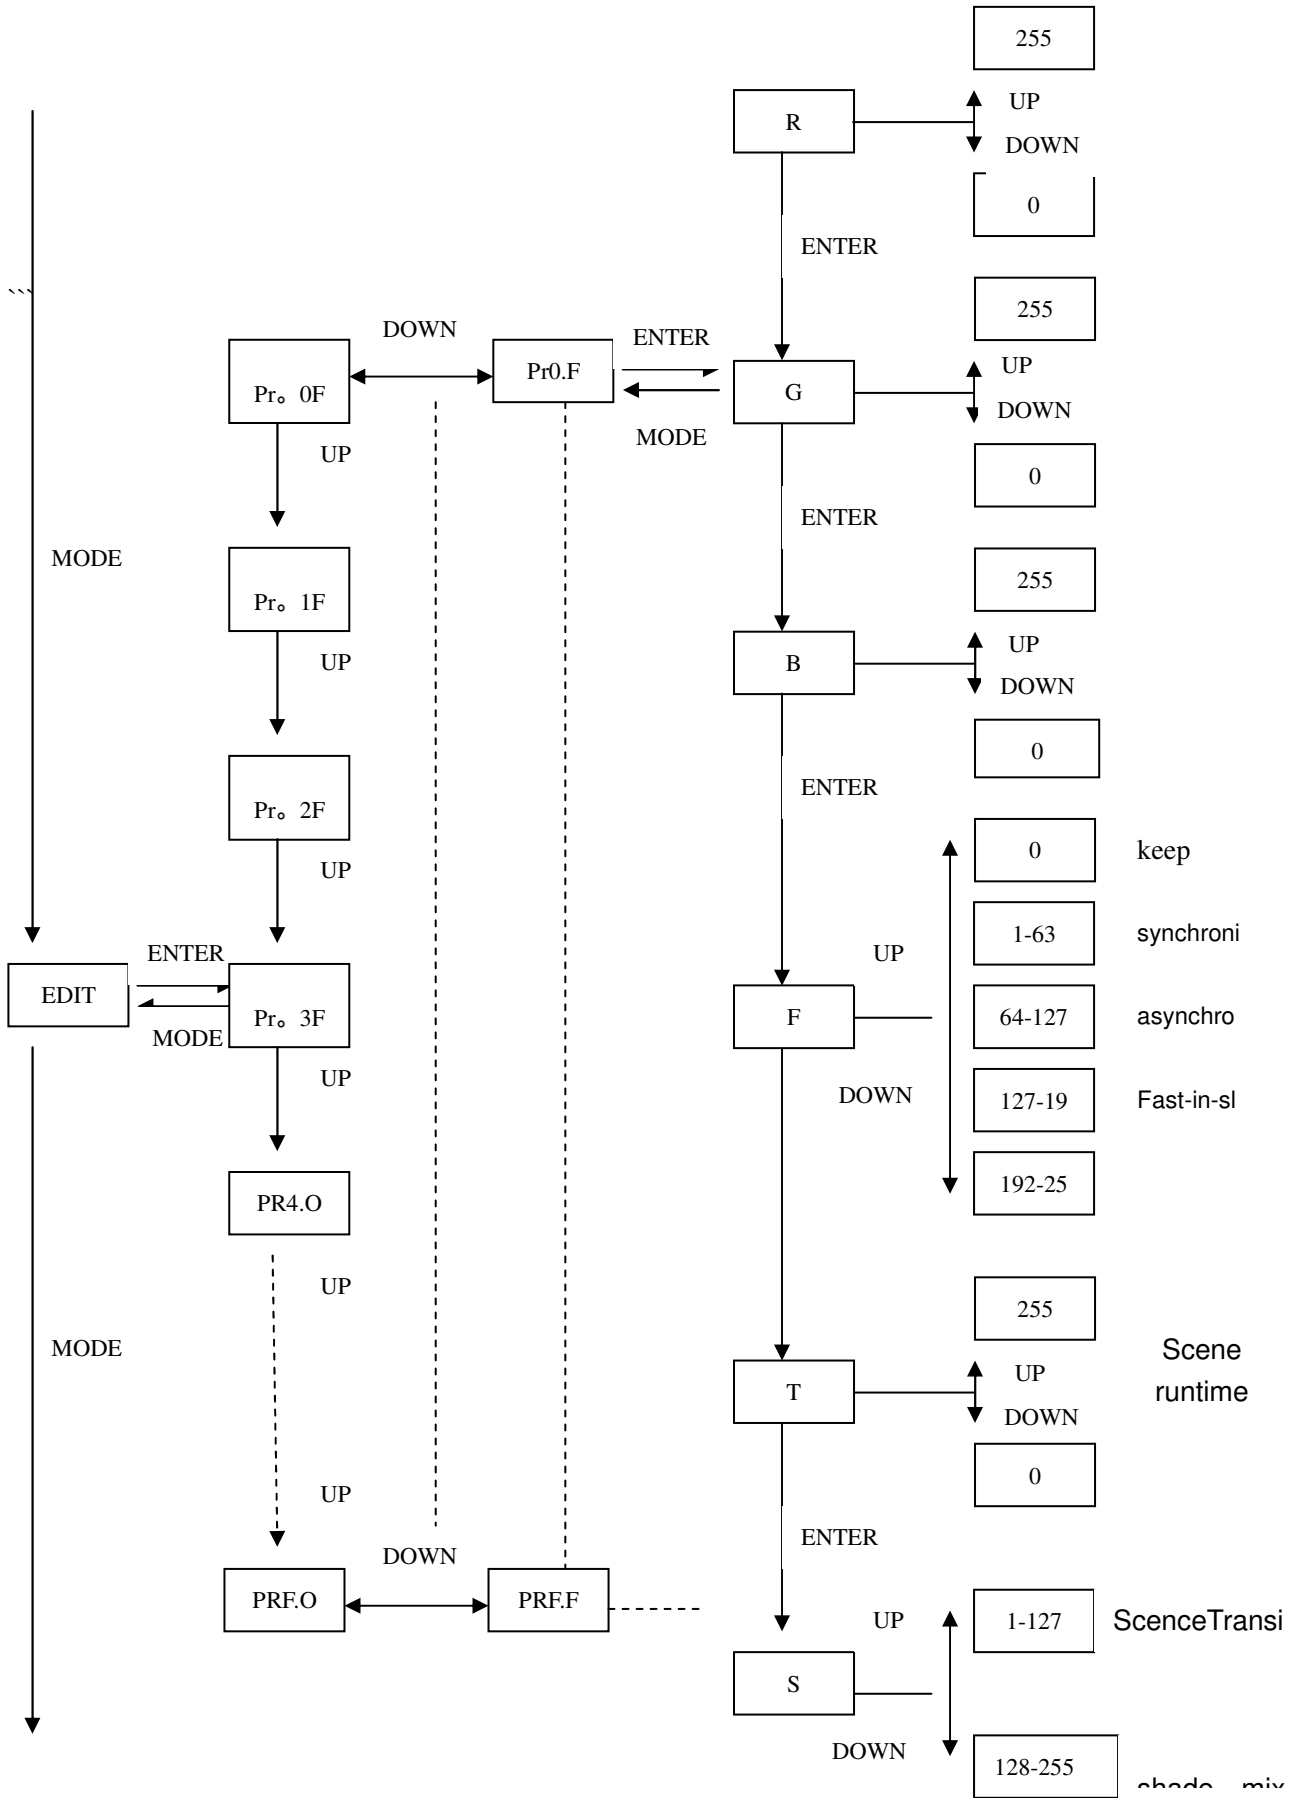 255
R
UP
DOWN
0
ENTER
```
255
DOWN
Pr0.F
ENTER
UP
Pr。0F
G
DOWN
UP
MODE
0
ENTER
MODE
255
Pr。1F
UP
B
UP
DOWN
0
ENTER
Pr。2F
UP
0
keep
1-63
synchroni
ENTER
UP
EDIT
Pr。3F
F
64-127
asynchro
MODE
UP
DOWN
127-19
Fast-in-sl
192-25
PR4.O
UP
255
MODE
Scene
runtime
T
UP
DOWN
0
UP
ENTER
DOWN
PRF.O
PRF.F
UP
1-127
ScenceTransi
S
DOWN
128-255
shade mix